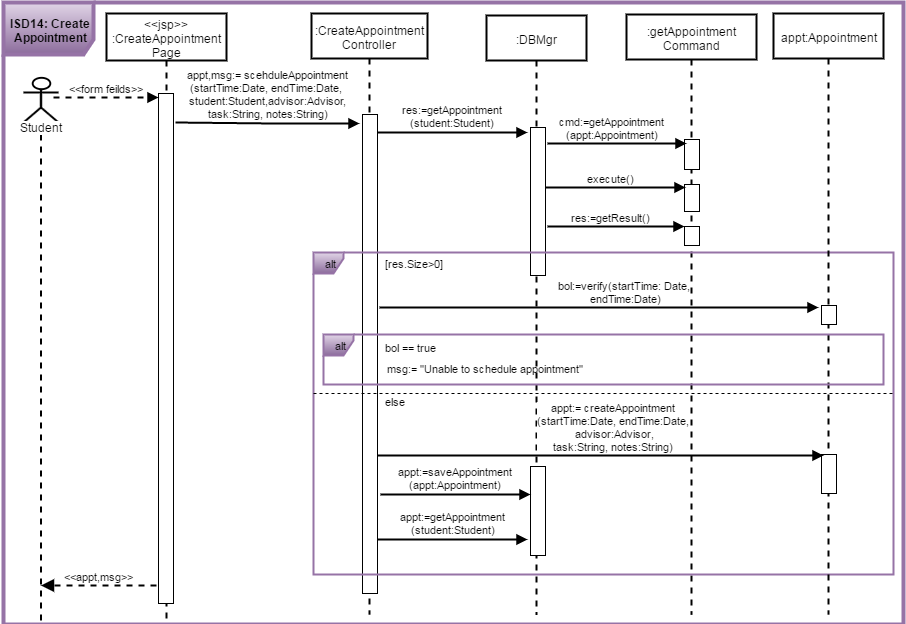 ISD14: Create
Appointment
<<jsp>>
:CreateAppointment
Page
:CreateAppointment
Controller
:DBMgr
:getAppointment
Command
appt:Appointment
Student
<<form feilds>>
appt,msg:= scehduleAppointment
(startTime:Date, endTime:Date,
student:Student,advisor:Advisor,
task:String, notes:String)
res:=getAppointment
(student:Student)
cmd:=getAppointment
(appt:Appointment)
execute()
res:=getResult()
alt
[res.Size>0]
bol:=verify(startTime: Date,
endTime:Date)
alt
bol == true
msg:= "Unable to schedule appointment"
else
appt:= createAppointment
(startTime:Date, endTime:Date,
advisor:Advisor,
task:String, notes:String)
appt:=saveAppointment
(appt:Appointment)
appt:=getAppointment
(student:Student)
<<appt,msg>>